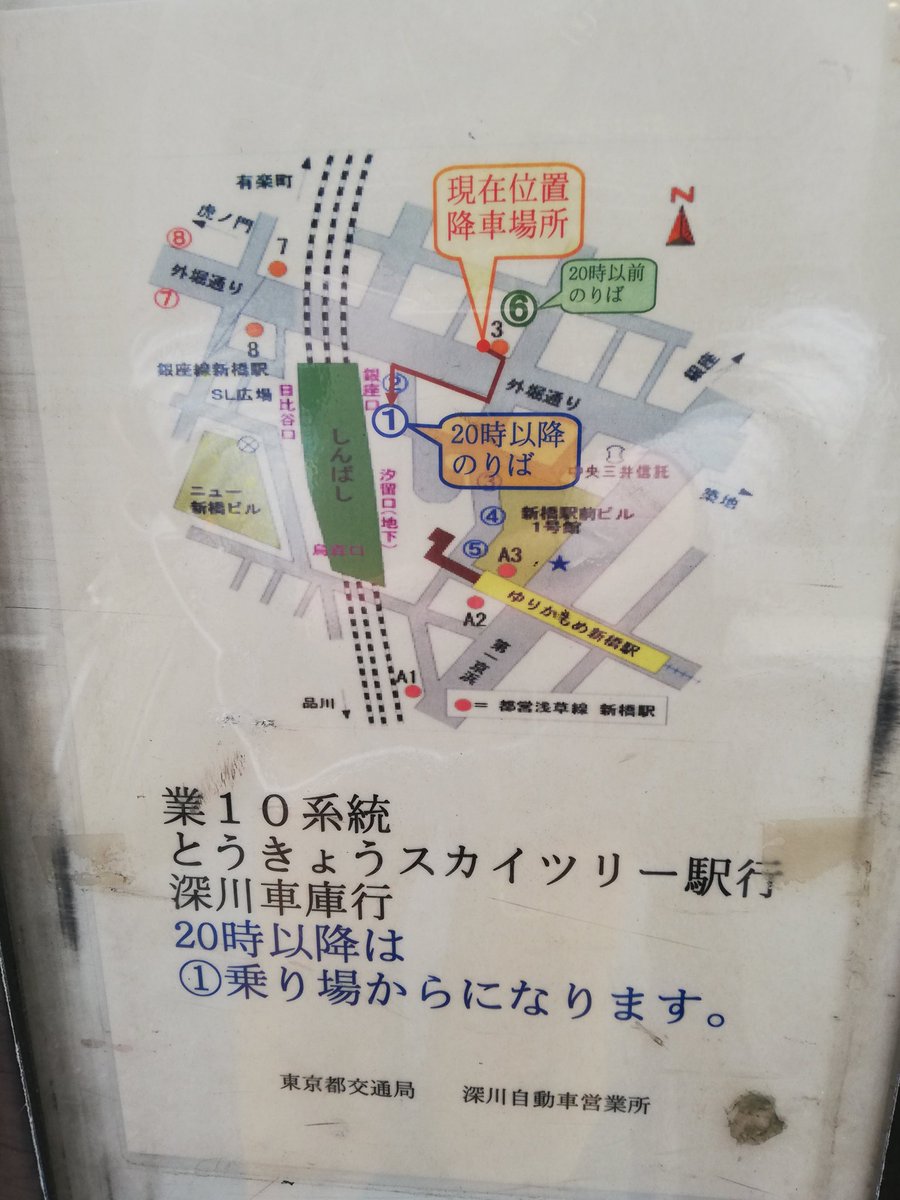 有楽町
現在位置
降車場所
N
虎ノ門
⑧
7
外堀通り
⑦
⑥
20時以前
のりば
3
8
銀座線新橋駅
SL広場
日比谷口
しんばし
銀座口
②
①
20時以降
のりば
外堀通り
銀座
中央三井信託
築地
汐留口(地下)
③
④
新橋駅前ビル
1号館
⑤
A3
ニュー
新橋ビル
烏森口
A2
ゆりかもめ新橋駅
第一京浜
A1
品川
= 都営浅草線 新橋駅
業10系統
とうきょうスカイツリー駅行
深川車庫行
20時以降は
①乗り場からになります。
東京都交通局 深川自動車営業所